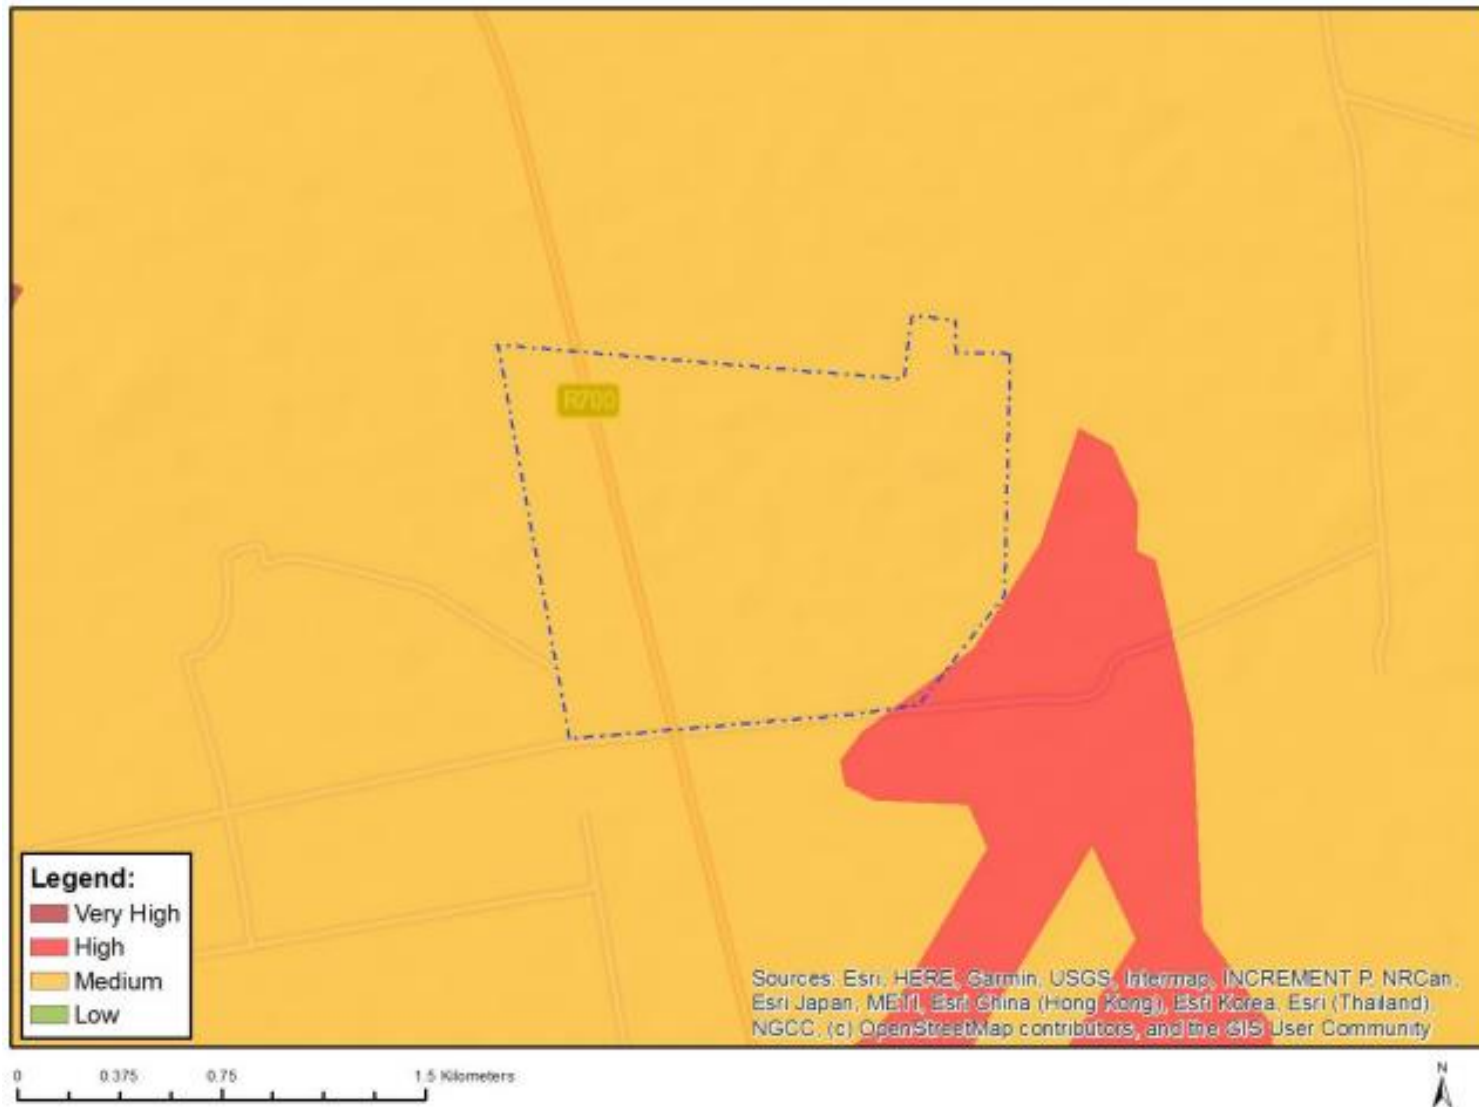 R700
Legend:
Very High
High
Medium
Low
Sources: Esri, HERE, Garmin, USGS, Intermap, INCREMENT P, NRCan,
Esri Japan, METI, Esri China (Hong Kong), Esri Korea, Esri (Thailand),
NGCC, (c) OpenStreetMap contributors, and the GIS User Community
0 0.375 0.75 1.5 Kilometers
N